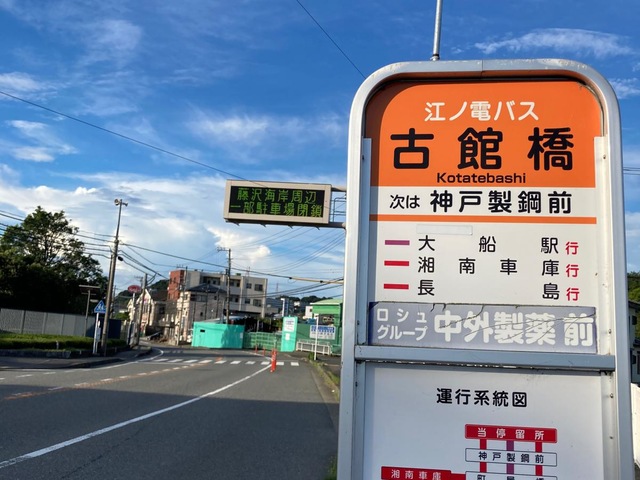 江ノ電バス
古館橋
Kotatebashi
次は 神戸製鋼前
大船駅行
湘南車庫行
長島行
ロシュグループ 中外製薬前
運行系統図
当停留所
神戸製鋼前
湘南車庫
藤沢海岸周辺
一部駐車場閉鎖